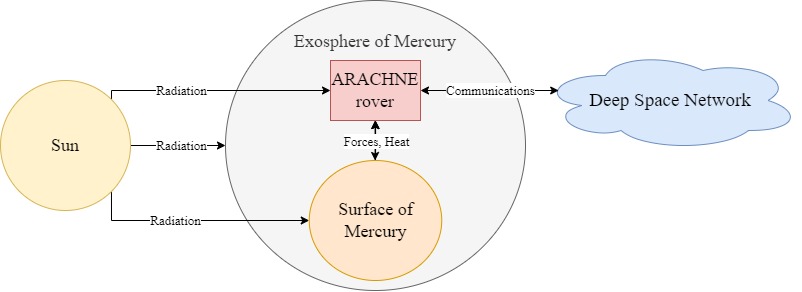 Exosphere of Mercury
ARACHNE
rover
Radiation
Communications
Deep Space Network
Forces, Heat
Sun
Radiation
Surface of
Mercury
Radiation